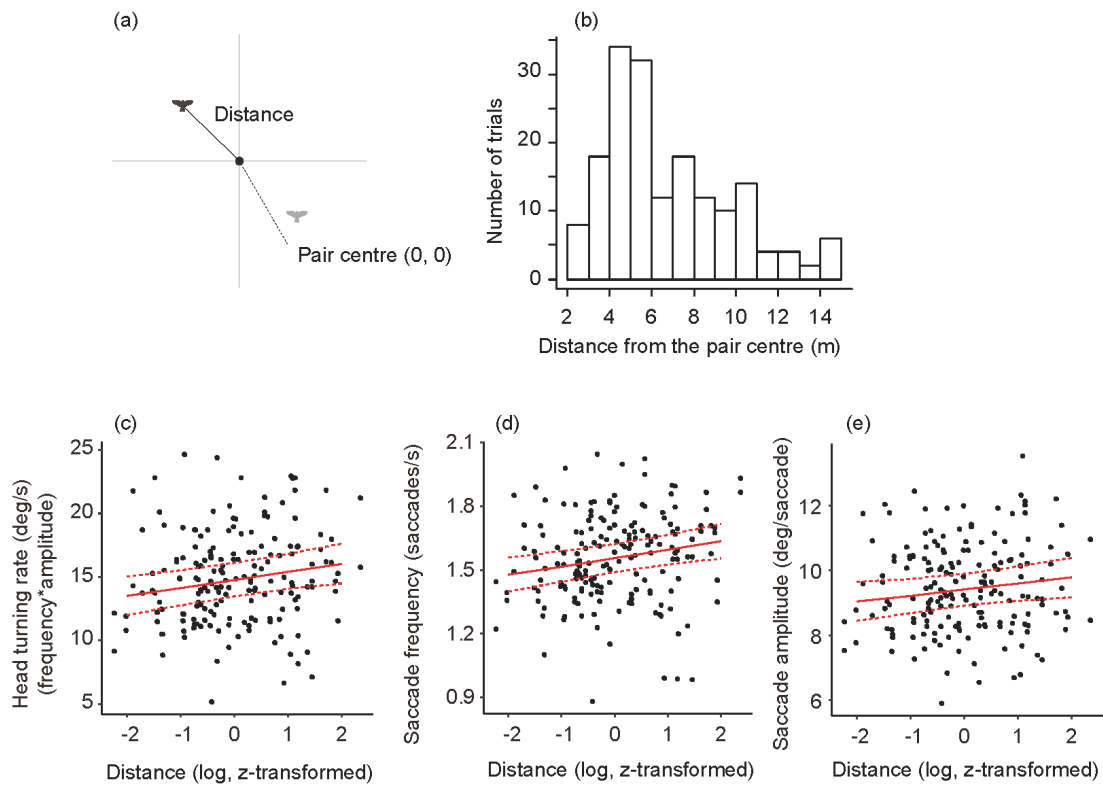 (a)
Distance
Pair centre (0, 0)
(b)
Number of trials
30
20
10
0
2 4 6 8 10 12 14
Distance from the pair centre (m)
(c)
Head turning rate (deg/s)
(frequency*amplitude)
25
20
15
10
5
-2 -1 0 1 2
Distance (log, z-transformed)
(d)
Saccade frequency (saccades/s)
2.1
1.8
1.5
1.2
0.9
-2 -1 0 1 2
Distance (log, z-transformed)
(e)
Saccade amplitude (deg/saccade)
12
10
8
6
-2 -1 0 1 2
Distance (log, z-transformed)